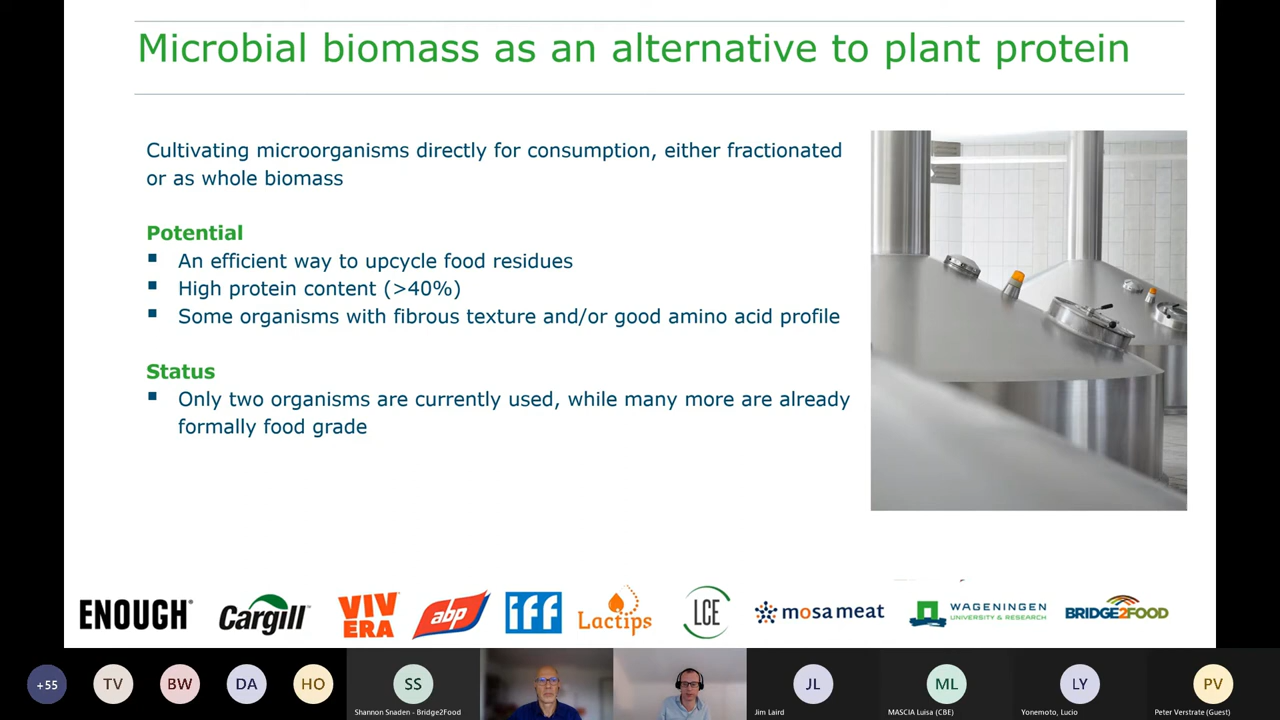 Microbial biomass as an alternative to plant protein
Cultivating microorganisms directly for consumption, either fractionated
or as whole biomass
Potential
An efficient way to upcycle food residues
High protein content (>40%)
Some organisms with fibrous texture and/or good amino acid profile
Status
Only two organisms are currently used, while many more are already
formally food grade
ENOUGH
Cargill
VIV
ERA
abp
iff
Lactips
LCE
mosa meat
WAGENINGEN
UNIVERSITY & RESEARCH
BRIDGE2FOOD
+55
TV
BW
DA
HO
SS
Shannon Snaden - Bridge2Food
JL
Jim Laird
ML
MASCIA Luisa (CBE)
LY
Yonemoto, Lucio
PV
Peter Verstrate (Guest)